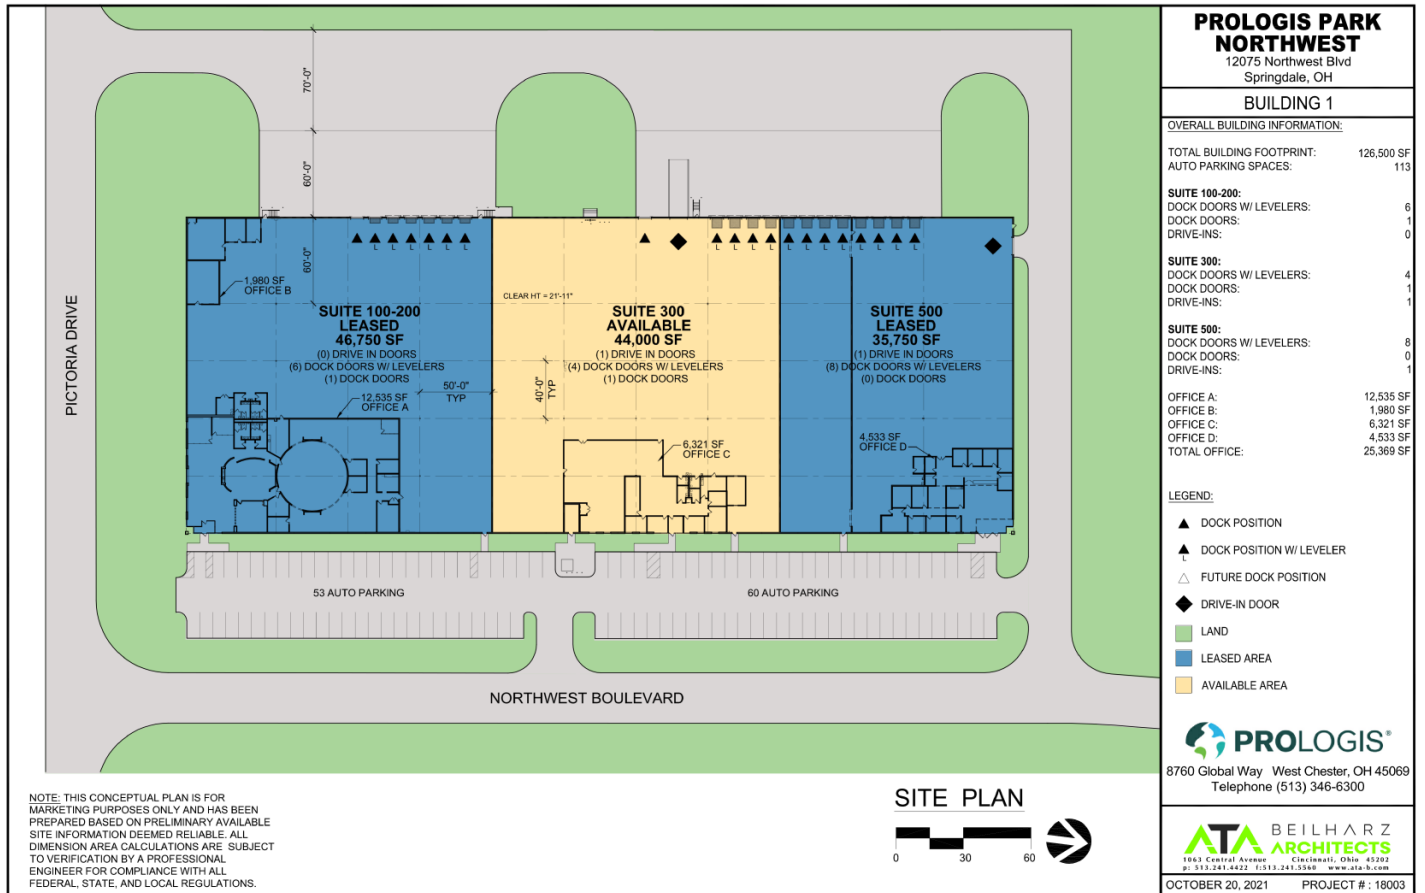 PROLOGIS PARK
NORTHWEST
12075 Northwest Blvd
Springdale, OH
BUILDING 1
OVERALL BUILDING INFORMATION:
TOTAL BUILDING FOOTPRINT: 126,500 SF
AUTO PARKING SPACES: 113
SUITE 100-200:
DOCK DOORS W/ LEVELERS: 6
DOCK DOORS: 1
DRIVE-INS: 0
SUITE 300:
DOCK DOORS W/ LEVELERS: 4
DOCK DOORS: 1
DRIVE-INS: 1
SUITE 500:
DOCK DOORS W/ LEVELERS: 8
DOCK DOORS: 0
DRIVE-INS: 1
OFFICE A: 12,535 SF
OFFICE B: 1,980 SF
OFFICE C: 6,321 SF
OFFICE D: 4,533 SF
TOTAL OFFICE: 25,369 SF
LEGEND:
DOCK POSITION
DOCK POSITION W/ LEVELER
L
FUTURE DOCK POSITION
DRIVE-IN DOOR
LAND
LEASED AREA
AVAILABLE AREA
PROLOGIS®
8760 Global Way West Chester, OH 45069
Telephone (513) 346-6300
ATA BEILHARZ
ARCHITECTS
1063 Central Avenue Cincinnati, Ohio 45202
p: 513.241.4422 f:513.241.5560 www.ata-b.com
OCTOBER 20, 2021 PROJECT # : 18003
70'-0"
60'-0"
60'-0"
L L L L L L
L L L L L L L L L L L L
1,980 SF
OFFICE B
CLEAR HT = 21'-11"
SUITE 100-200
LEASED
46,750 SF
(0) DRIVE IN DOORS
(6) DOCK DOORS W/ LEVELERS
(1) DOCK DOORS
SUITE 300
AVAILABLE
44,000 SF
(1) DRIVE IN DOORS
(4) DOCK DOORS W/ LEVELERS
(1) DOCK DOORS
SUITE 500
LEASED
35,750 SF
(1) DRIVE IN DOORS
(8) DOCK DOORS W/ LEVELERS
(0) DOCK DOORS
50'-0"
TYP
40'-0"
TYP
12,535 SF
OFFICE A
6,321 SF
OFFICE C
4,533 SF
OFFICE D
PICTORIA DRIVE
53 AUTO PARKING
60 AUTO PARKING
NORTHWEST BOULEVARD
NOTE: THIS CONCEPTUAL PLAN IS FOR
MARKETING PURPOSES ONLY AND HAS BEEN
PREPARED BASED ON PRELIMINARY AVAILABLE
SITE INFORMATION DEEMED RELIABLE. ALL
DIMENSION AREA CALCULATIONS ARE SUBJECT
TO VERIFICATION BY A PROFESSIONAL
ENGINEER FOR COMPLIANCE WITH ALL
FEDERAL, STATE, AND LOCAL REGULATIONS.
SITE PLAN
0 30 60